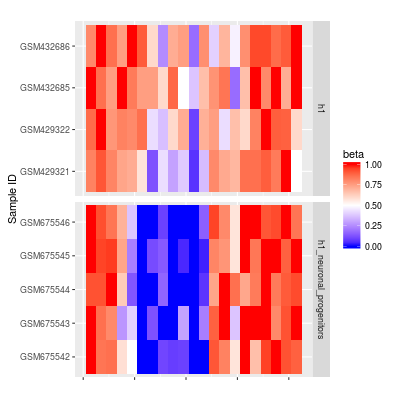 Sample ID
GSM432686
GSM432685
GSM429322
GSM429321
h1
GSM675546
GSM675545
GSM675544
GSM675543
GSM675542
h1_neuronal_progenitors
beta
1.00
0.75
0.50
0.25
0.00